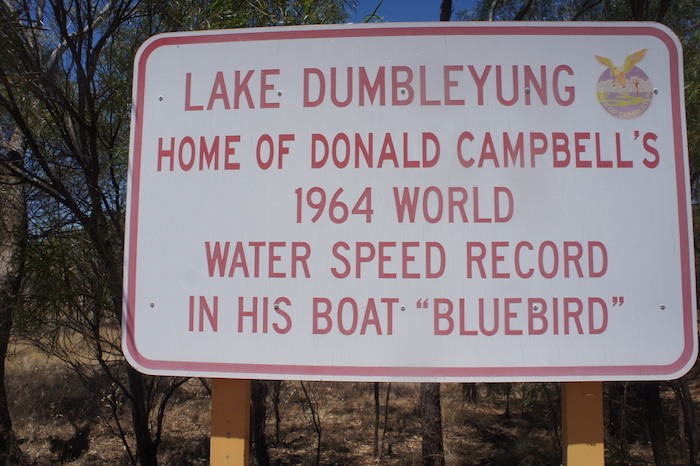 LAKE DUMBLEYUNG
HOME OF DONALD CAMPBELL'S
1964 WORLD
WATER SPEED RECORD
IN HIS BOAT "BLUEBIRD"